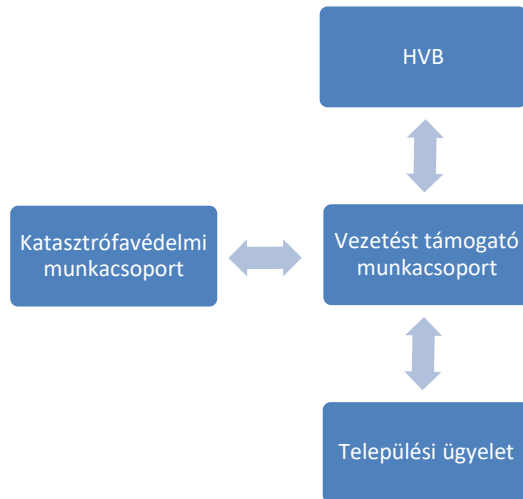 HVB
Katasztrófavédelmi
munkacsoport
Vezetést támogató
munkacsoport
Települési ügyelet